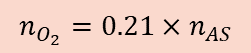 n_{O_2} = 0.21 × n_{AS}